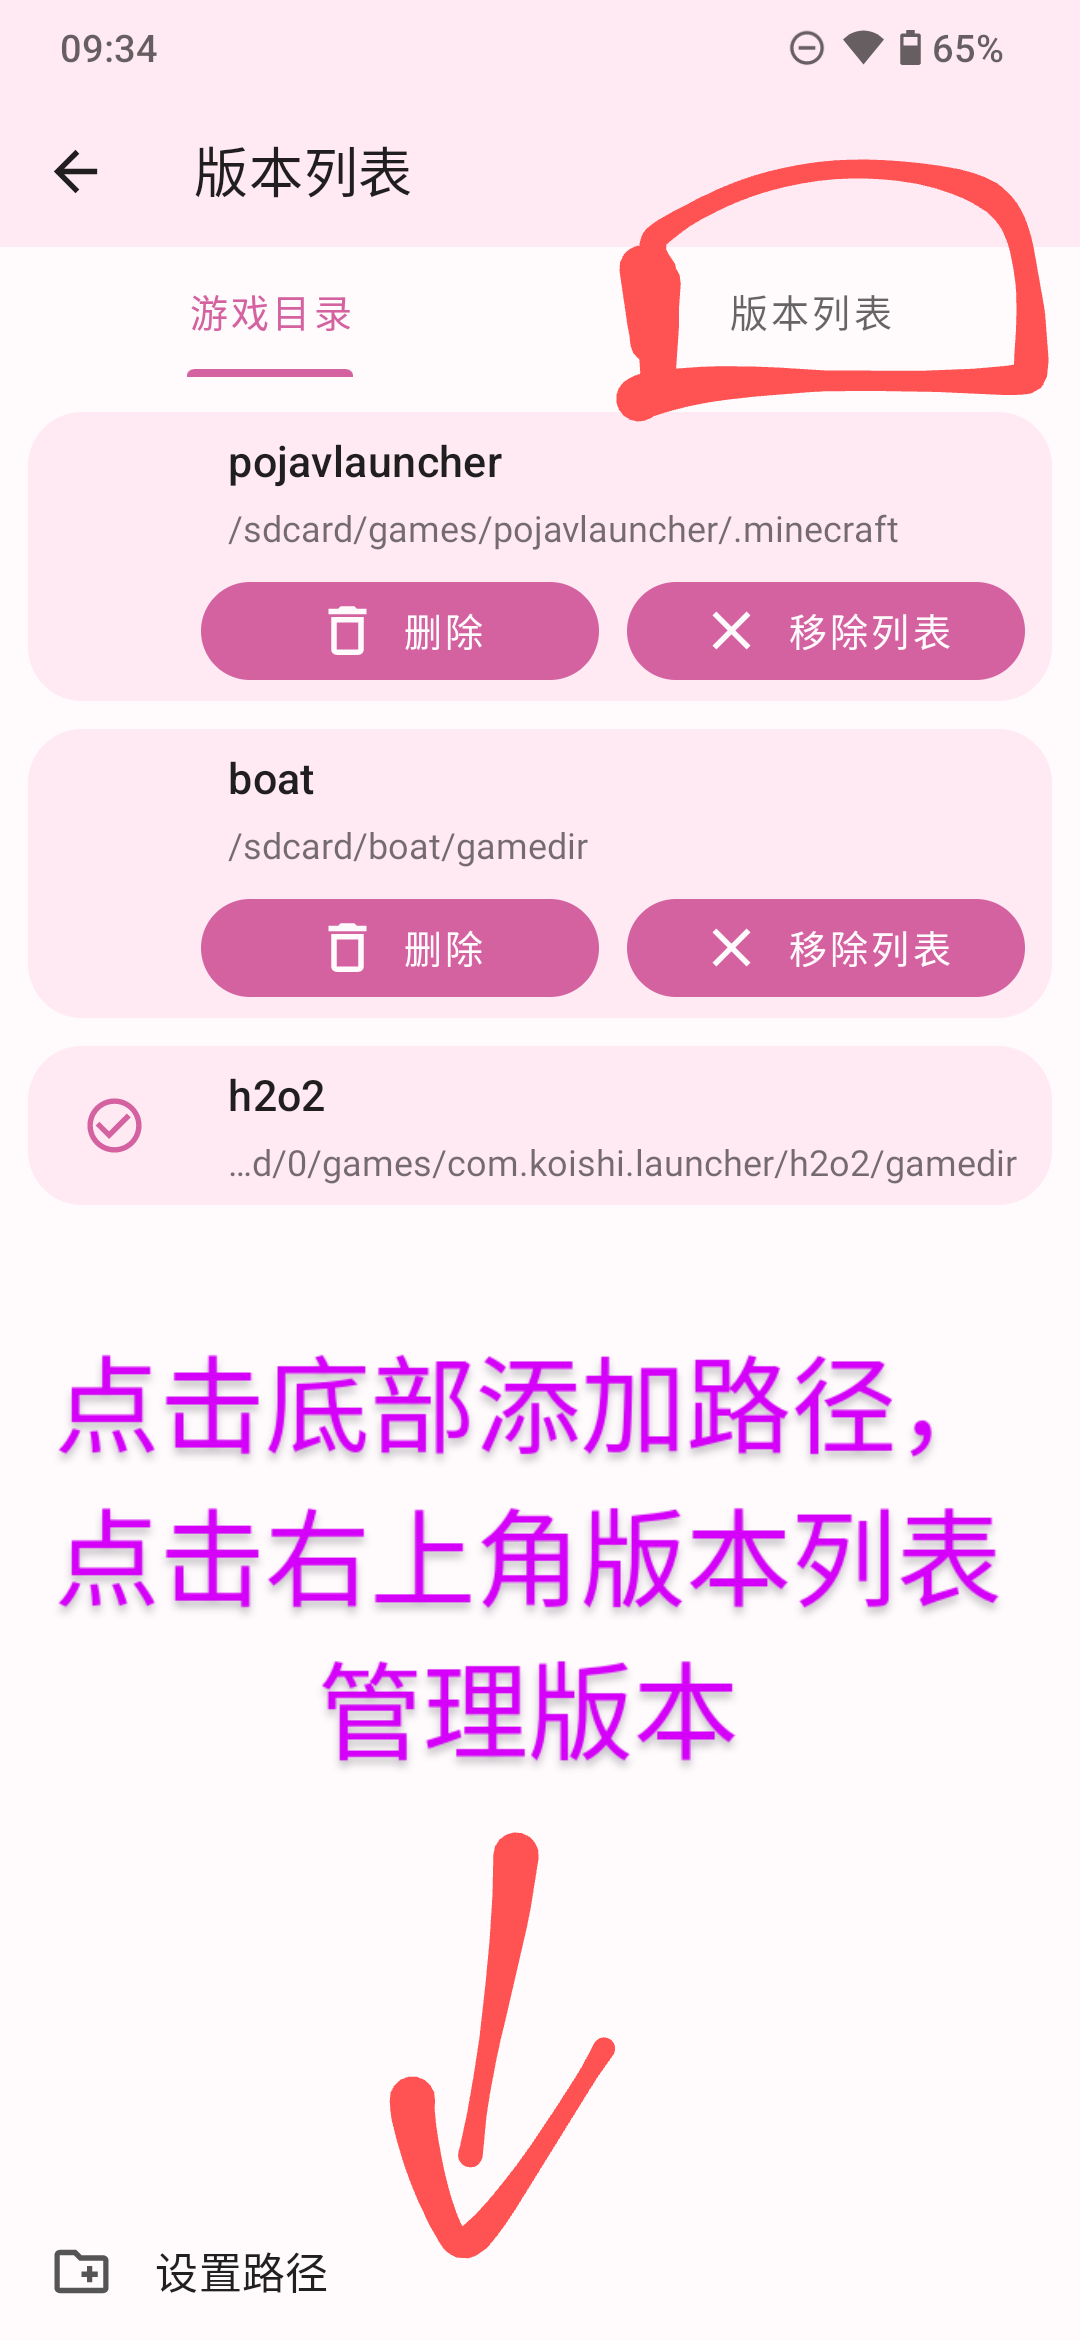 09:34 65%
版本列表
游戏目录 版本列表
pojavlauncher
/sdcard/games/pojavlauncher/.minecraft
删除 移除列表
boat
/sdcard/boat/gamedir
删除 移除列表
h2o2
...d/0/games/com.koishi.launcher/h2o2/gamedir
点击底部添加路径，
点击右上角版本列表
管理版本
设置路径